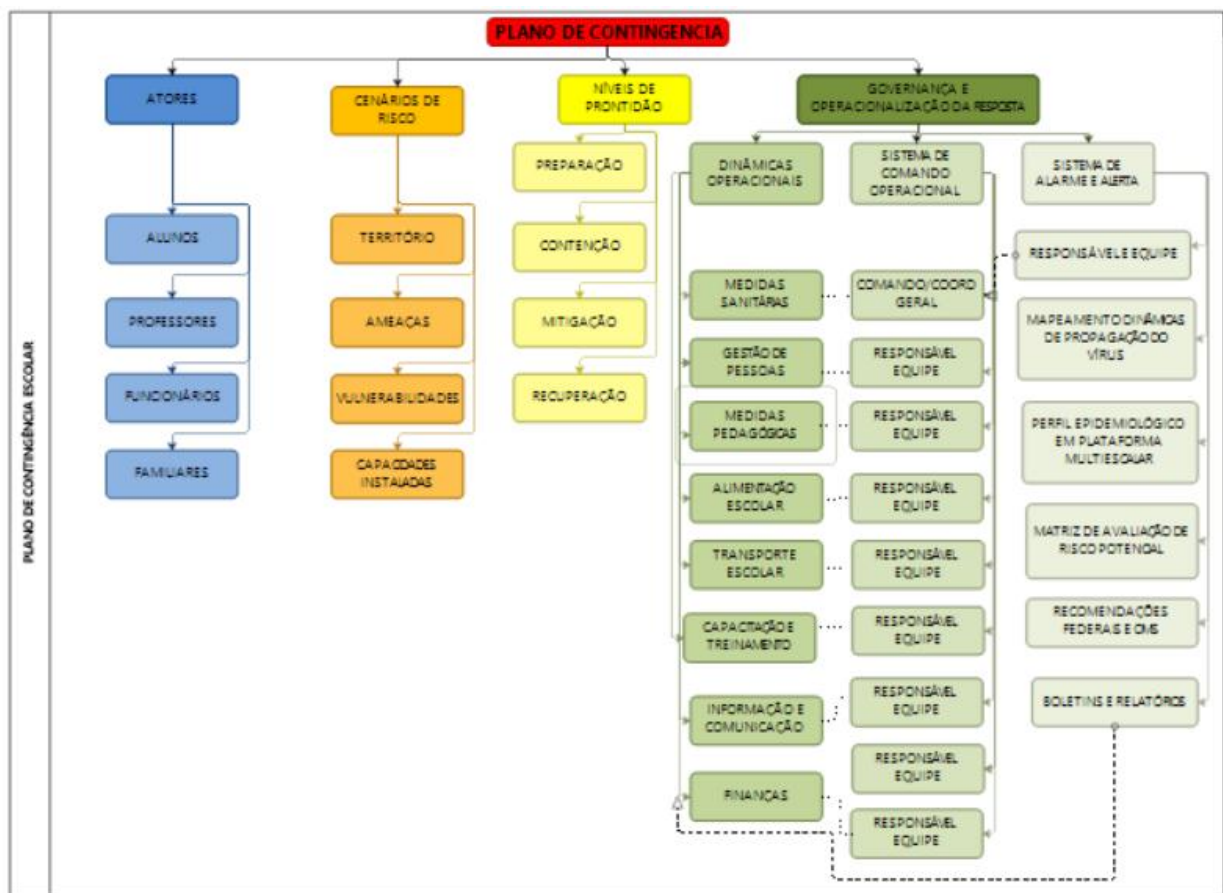 PLANO DE CONTINGÊNCIA ESCOLAR
PLANO DE CONTINGENCIA
ATORES
ALUNOS
PROFESSORES
FUNCIONÁRIOS
FAMILIARES
CENÁRIOS DE
RISCO
TERRITÓRIO
AMEAÇAS
VULNERABILIDADES
CAPACIDADES
INSTALADAS
NÍVEIS DE
PRONTIDÃO
PREPARAÇÃO
CONTENÇÃO
MITIGAÇÃO
RECUPERAÇÃO
GOVERNANÇA E
OPERACIONALIZAÇÃO DA RESPOSTA
DINÂMICAS
OPERACIONAIS
MEDIDAS
SANITÁRIAS
GESTÃO DE
PESSOAS
MEDIDAS
PEDAGÓGICAS
ALIMENTAÇÃO
ESCOLAR
TRANSPORTE
ESCOLAR
CAPACITAÇÃO E
TREINAMENTO
INFORMAÇÃO E
COMUNICAÇÃO
FINANÇAS
SISTEMA DE
COMANDO
OPERACIONAL
COMANDO/COORD
GERAL
RESPONSÁVEL
EQUIPE
RESPONSÁVEL
EQUIPE
RESPONSÁVEL
EQUIPE
RESPONSÁVEL
EQUIPE
RESPONSÁVEL
EQUIPE
RESPONSÁVEL
EQUIPE
RESPONSÁVEL
EQUIPE
RESPONSÁVEL
EQUIPE
SISTEMA DE
ALARME E ALERTA
RESPONSÁVEL E EQUIPE
MAPEAMENTO DINÂMICAS
DE PROPAGAÇÃO DO
VÍRUS
PERFIL EPIDEMIOLÓGICO
EM PLATAFORMA
MULTIESCALAR
MATRIZ DE AVALIAÇÃO DE
RISCO POTENCIAL
RECOMENDAÇÕES
FEDERAIS E OMS
BOLETINS E RELATÓRIOS